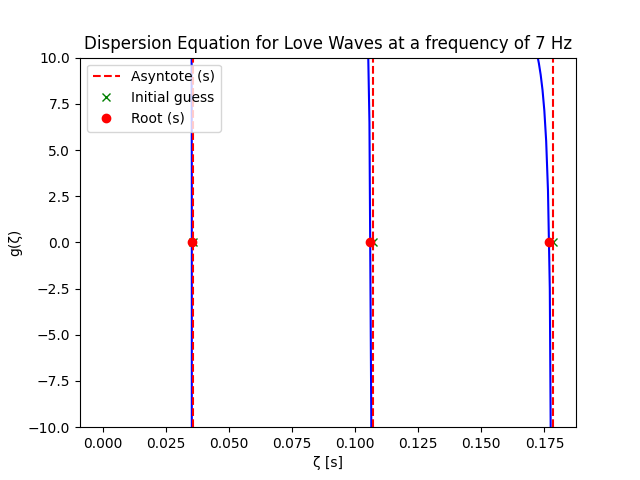 Dispersion Equation for Love Waves at a frequency of 7 Hz
Asyntote (s)
Initial guess
Root (s)
g(ζ)
10.0
7.5
5.0
2.5
0.0
−2.5
−5.0
−7.5
−10.0
0.000 0.025 0.050 0.075 0.100 0.125 0.150 0.175
ζ [s]